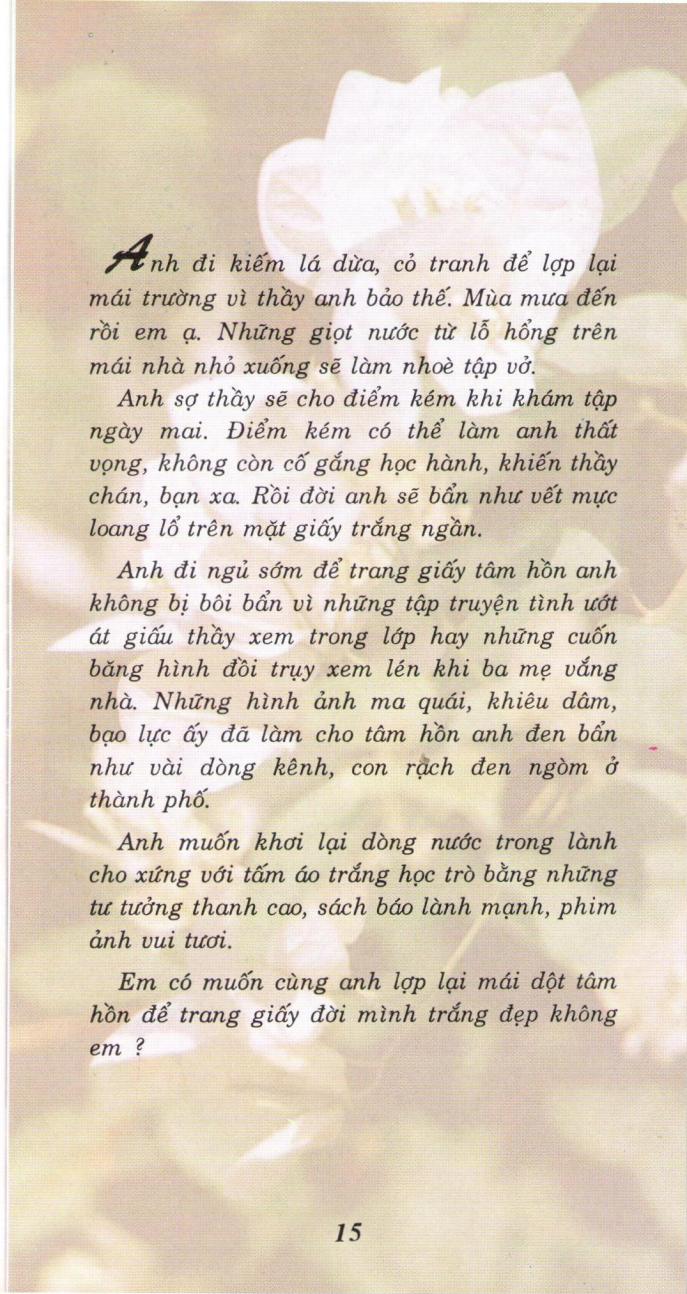 Anh đi kiếm lá dừa, cỏ tranh để lợp lại
mái trường vì thầy anh bảo thế. Mùa mưa đến
rồi em ạ. Những giọt nước từ lỗ hổng trên
mái nhà nhỏ xuống sẽ làm nhoè tập vở.
Anh sợ thầy sẽ cho điểm kém khi khám tập
ngày mai. Điểm kém có thể làm anh thất
vọng, không còn cố gắng học hành, khiến thầy
chán, bạn xa. Rồi đời anh sẽ bẩn như vết mực
loang lổ trên mặt giấy trắng ngần.
Anh đi ngủ sớm để trang giấy tâm hồn anh
không bị bôi bẩn vì những tập truyện tình ướt
át giấu thầy xem trong lớp hay những cuốn
băng hình đồi trụy xem lén khi ba mẹ vắng
nhà. Những hình ảnh ma quái, khiêu dâm,
bạo lực ấy đã làm cho tâm hồn anh đen bẩn
như vài dòng kênh, con rạch đen ngòm ở
thành phố.
Anh muốn khơi lại dòng nước trong lành
cho xứng với tấm áo trắng học trò bằng những
tư tưởng thanh cao, sách báo lành mạnh, phim
ảnh vui tươi.
Em có muốn cùng anh lợp lại mái dột tâm
hồn để trang giấy đời mình trắng đẹp không
em ?
15